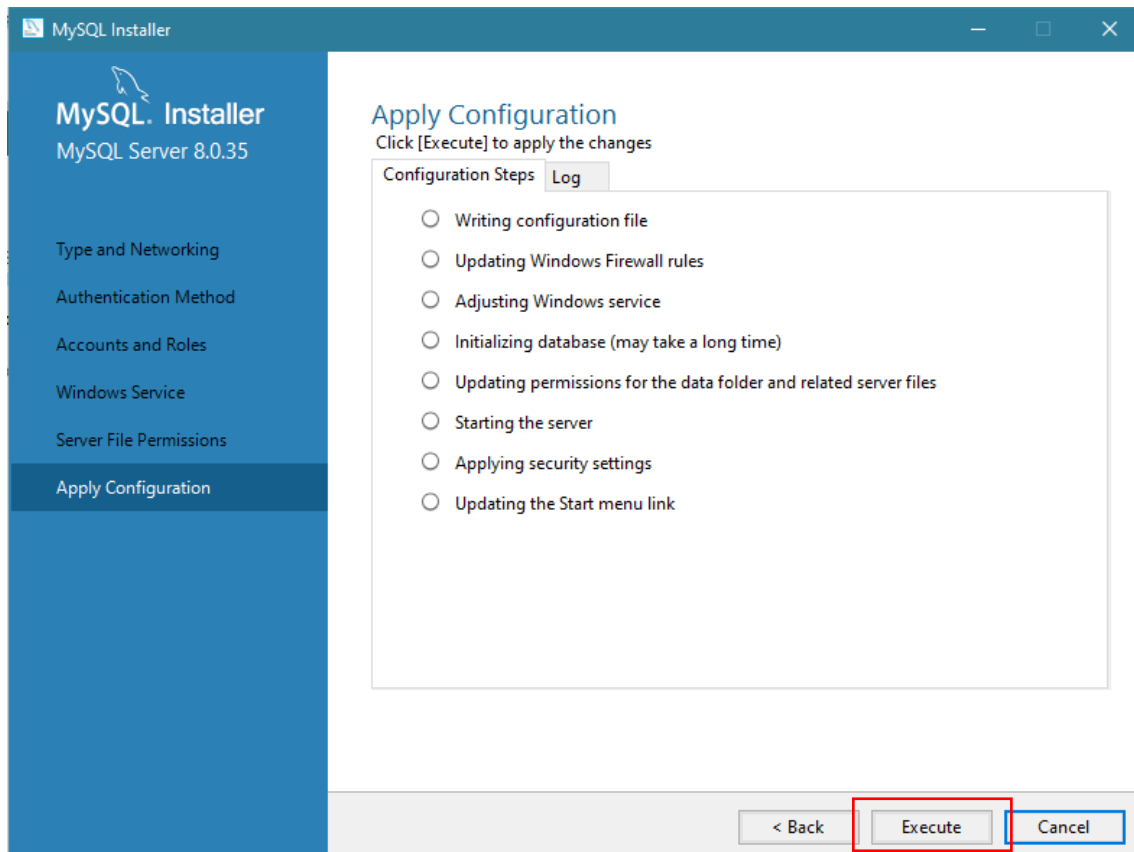 MySQL Installer
MySQL. Installer
MySQL Server 8.0.35
Type and Networking
Authentication Method
Accounts and Roles
Windows Service
Server File Permissions
Apply Configuration
Apply Configuration
Click [Execute] to apply the changes
Configuration Steps Log
Writing configuration file
Updating Windows Firewall rules
Adjusting Windows service
Initializing database (may take a long time)
Updating permissions for the data folder and related server files
Starting the server
Applying security settings
Updating the Start menu link
< Back Execute Cancel